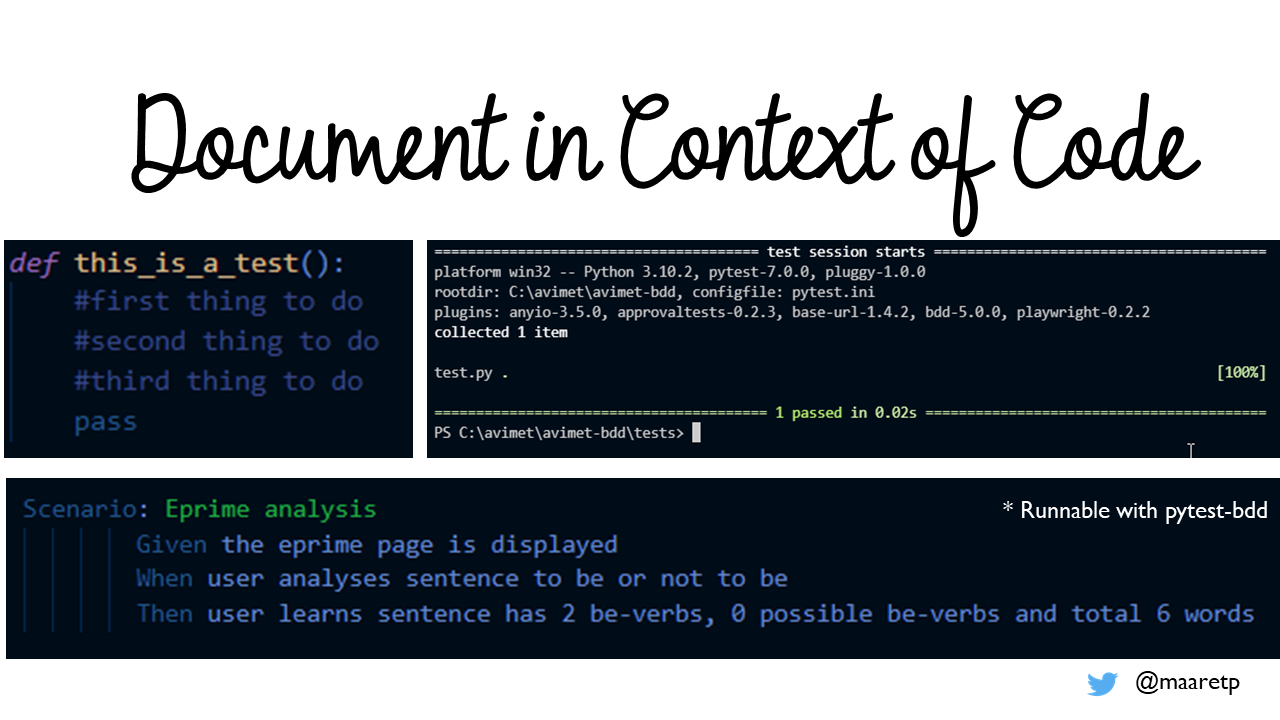 Document in Context of Code
def this_is_a_test():
#first thing to do
#second thing to do
#third thing to do
pass
======================================= test session starts ========================================
platform win32 -- Python 3.10.2, pytest-7.0.0, pluggy-1.0.0
rootdir: C:\avimet\avimet-bdd, configfile: pytest.ini
plugins: anyio-3.5.0, approvaltests-0.2.3, base-url-1.4.2, bdd-5.0.0, playwright-0.2.2
collected 1 item
test.py . [100%]
======================================== 1 passed in 0.02s =========================================
PS C:\avimet\avimet-bdd\tests>
Scenario: Eprime analysis
* Runnable with pytest-bdd
Given the eprime page is displayed
When user analyses sentence to be or not to be
Then user learns sentence has 2 be-verbs, 0 possible be-verbs and total 6 words
@maaretp